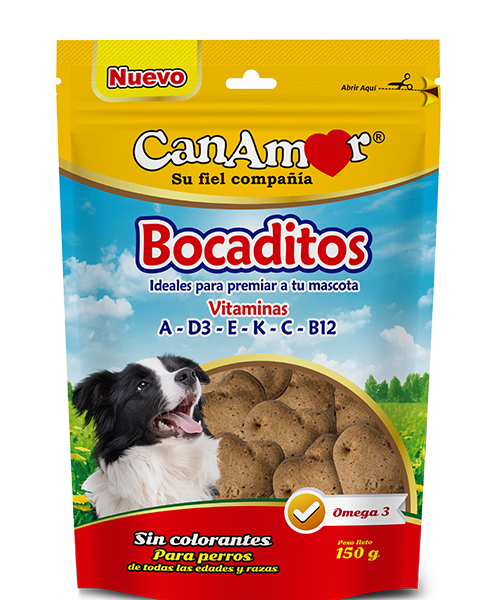 Nuevo
Abrir Aquí
CanAmor®
Su fiel compañía
Bocaditos
Ideales para premiar a tu mascota
Vitaminas
A - D3 - E - K - C - B12
Omega 3
Sin colorantes
Para perros
de todas las edades y razas
Peso Neto
150 g